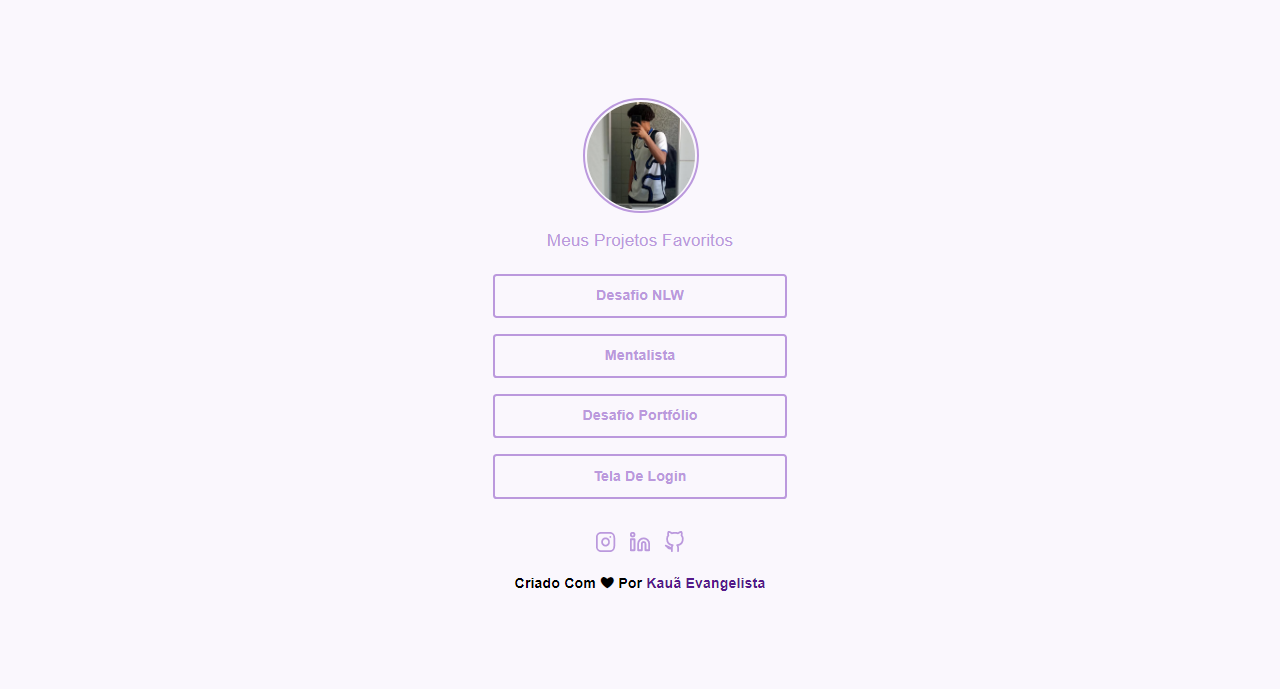 Meus Projetos Favoritos
Desafio NLW
Mentalista
Desafio Portfólio
Tela De Login
Criado Com ♥ Por Kauã Evangelista